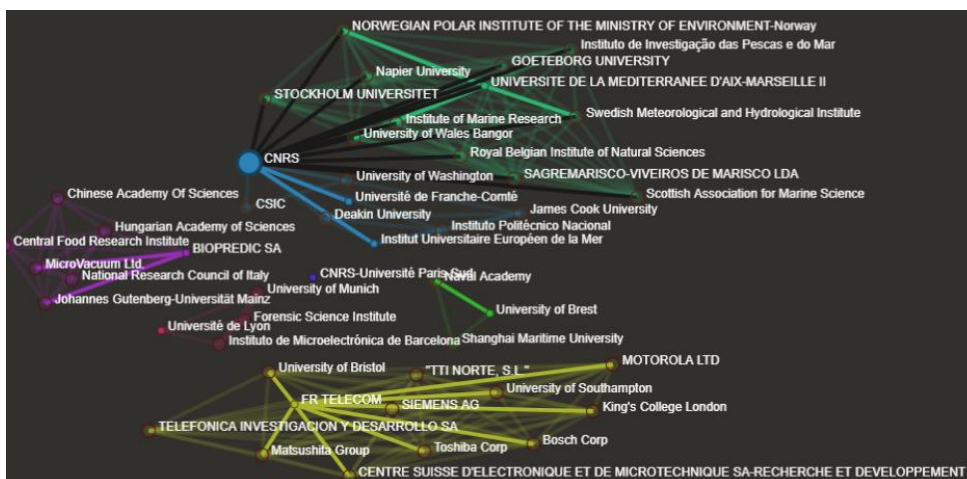 NORWEGIAN POLAR INSTITUTE OF THE MINISTRY OF ENVIRONMENT-Norway
Instituto de Investigação das Pescas e do Mar
GOETEBORG UNIVERSITY
Napier University
UNIVERSITE DE LA MEDITERRANEE D'AIX-MARSEILLE II
STOCKHOLM UNIVERSITET
Swedish Meteorological and Hydrological Institute
Institute of Marine Research
University of Wales Bangor
Royal Belgian Institute of Natural Sciences
CNRS
University of Washington
SAGREMARISCO-VIVEIROS DE MARISCO LDA
Chinese Academy Of Sciences
Université de Franche-Comté
Scottish Association for Marine Science
CSIC
Deakin University
James Cook University
Hungarian Academy of Sciences
Instituto Politécnico Nacional
Central Food Research Institute
BIOPREDIC SA
Institut Universitaire Européen de la Mer
MicroVacuum Ltd.
National Research Council of Italy
CNRS-Université Paris Sud
Naval Academy
University of Munich
Johannes Gutenberg-Universität Mainz
University of Brest
Forensic Science Institute
Université de Lyon
Instituto de Microelectrónica de Barcelona
Shanghai Maritime University
University of Bristol
"TTI NORTE, S.L."
MOTOROLA LTD
University of Southampton
FR TELECOM
SIEMENS AG
King's College London
TELEFONICA INVESTIGACION Y DESARROLLO SA
Bosch Corp
Matsushita Group
Toshiba Corp
CENTRE SUISSE D'ELECTRONIQUE ET DE MICROTECHNIQUE SA-RECHERCHE ET DEVELOPPEMENT